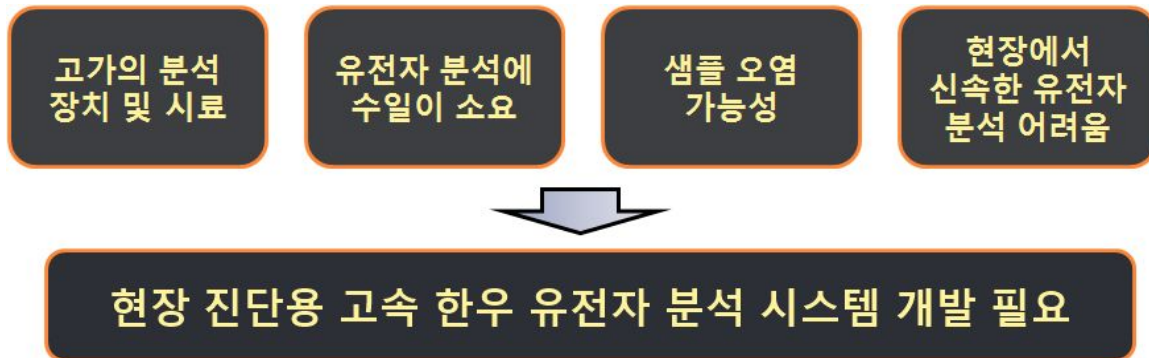 고가의 분석
장치 및 시료
유전자 분석에
수일이 소요
샘플 오염
가능성
현장에서
신속한 유전자
분석 어려움
현장 진단용 고속 한우 유전자 분석 시스템 개발 필요